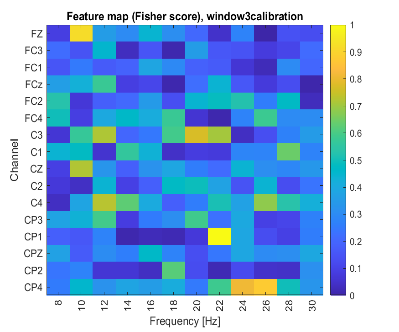 Feature map (Fisher score), window3calibration
Channel
FZ
FC3
FC1
FCz
FC2
FC4
C3
C1
CZ
C2
C4
CP3
CP1
CPZ
CP2
CP4
8 10 12 14 16 18 20 22 24 26 28 30
Frequency [Hz]
1
0.9
0.8
0.7
0.6
0.5
0.4
0.3
0.2
0.1
0